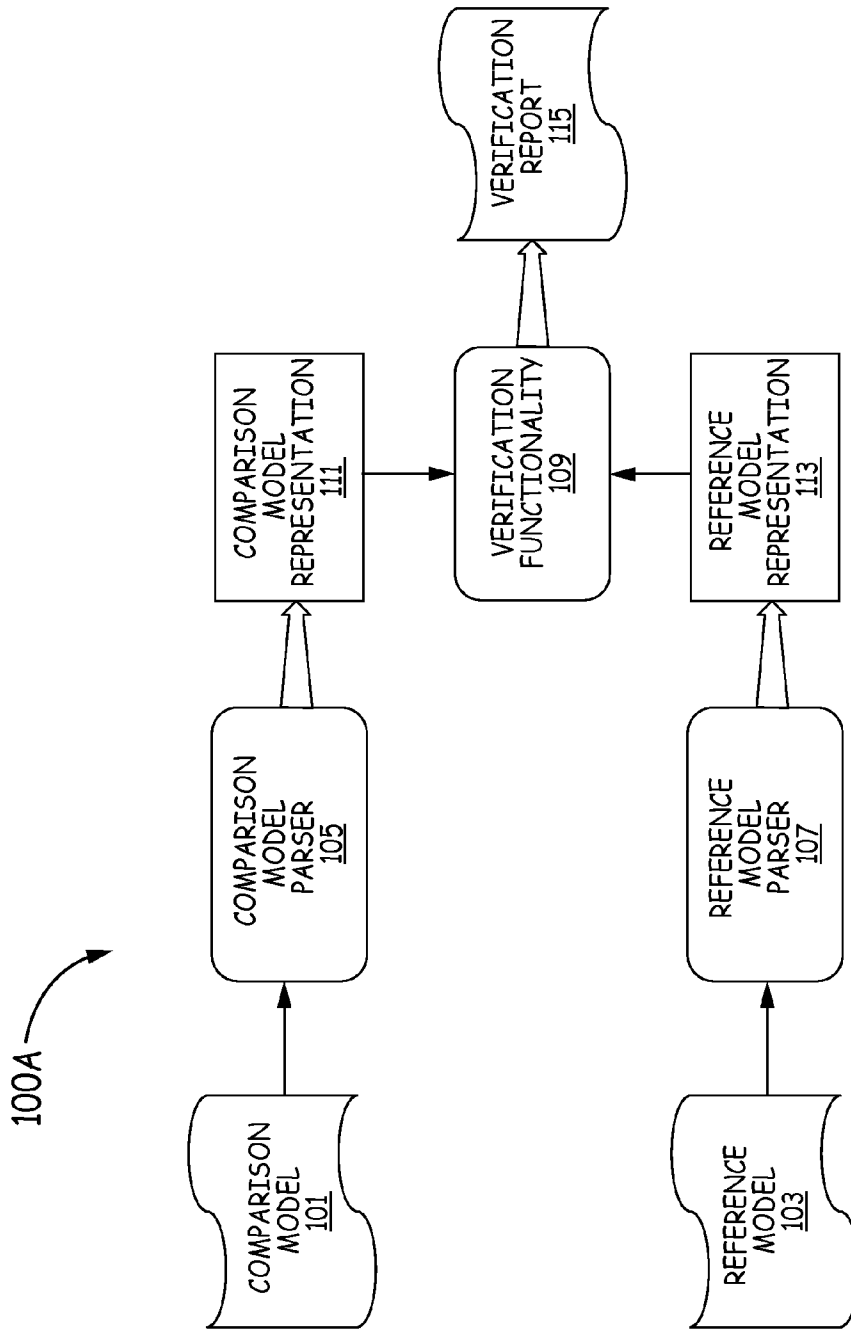 100A
COMPARISON
MODEL
101
COMPARISON
MODEL
PARSER
105
COMPARISON
MODEL
REPRESENTATION
111
VERIFICATION
FUNCTIONALITY
109
VERIFICATION
REPORT
115
REFERENCE
MODEL
103
REFERENCE
MODEL
PARSER
107
REFERENCE
MODEL
REPRESENTATION
113